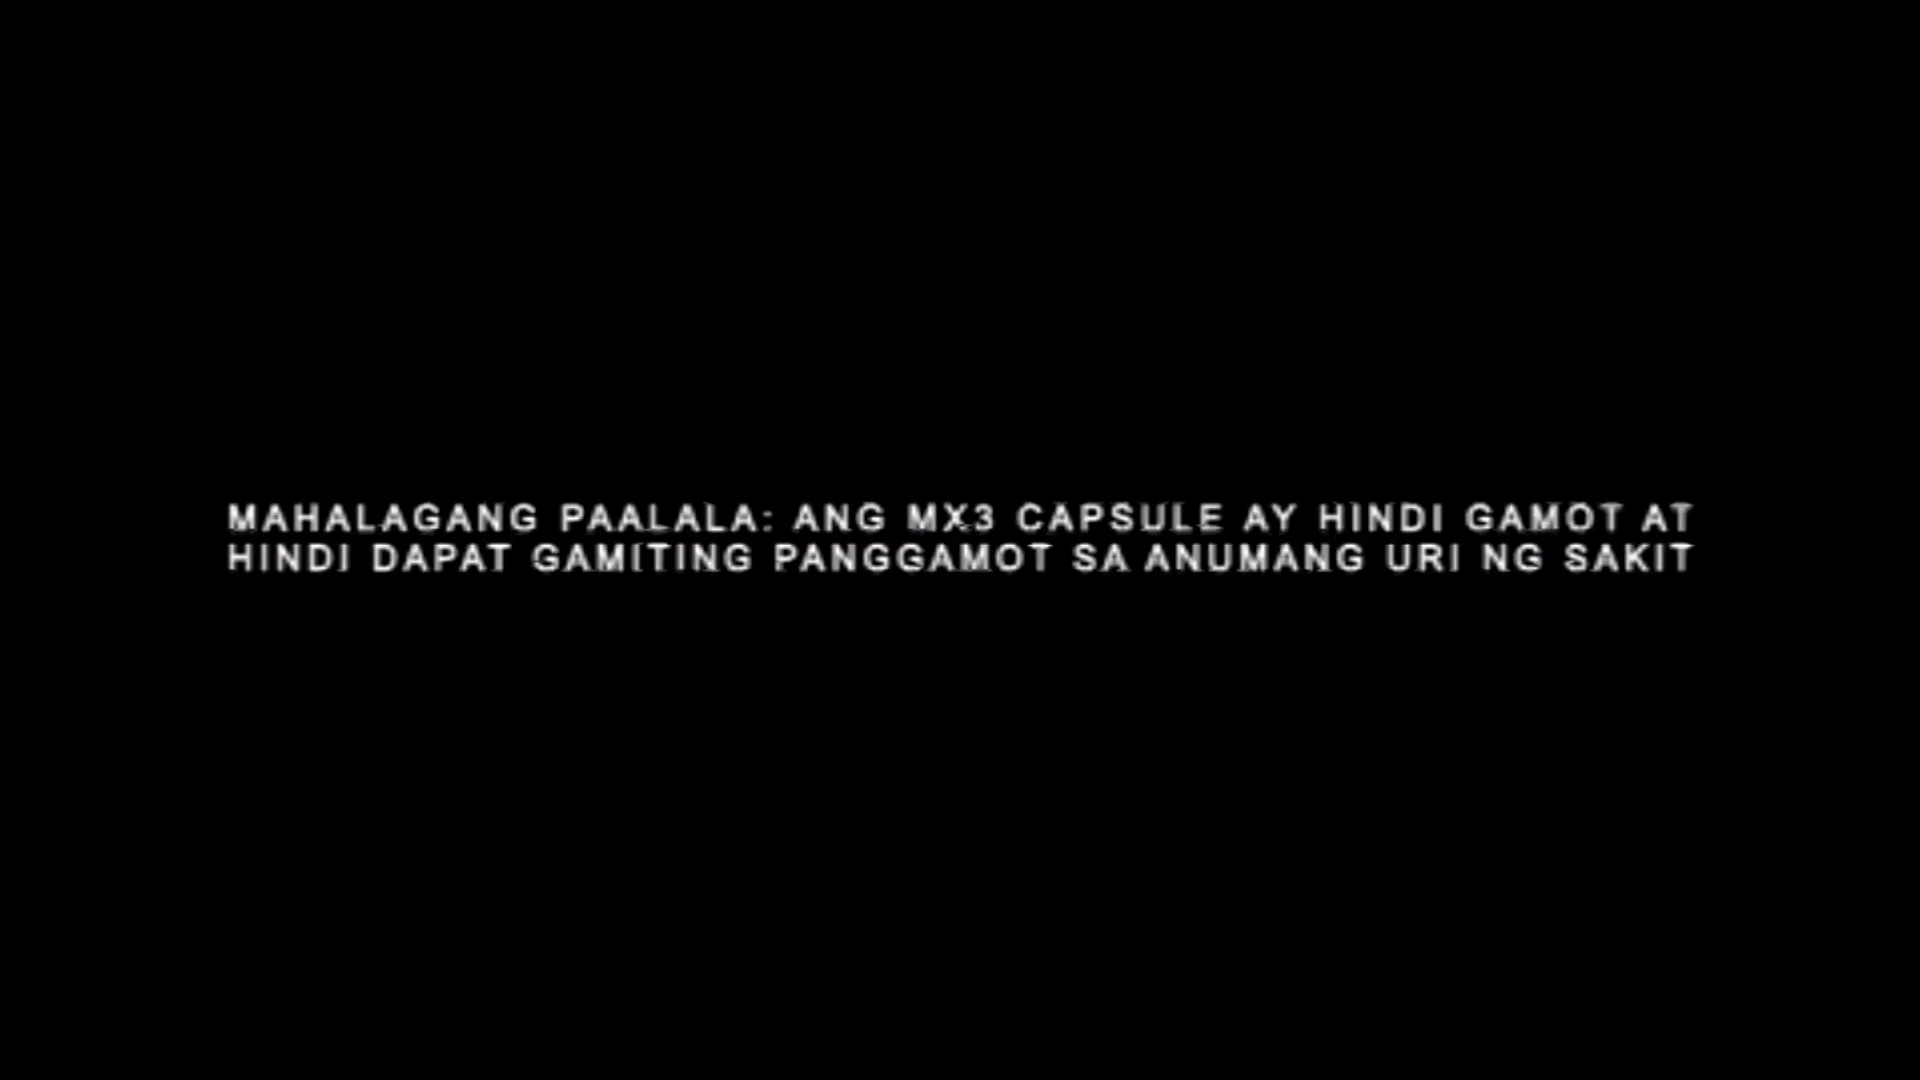 MAHALAGANG PAALALA: ANG MX3 CAPSULE AY HINDI GAMOT AT
HINDI DAPAT GAMITING PANGGAMOT SA ANUMANG URI NG SAKIT